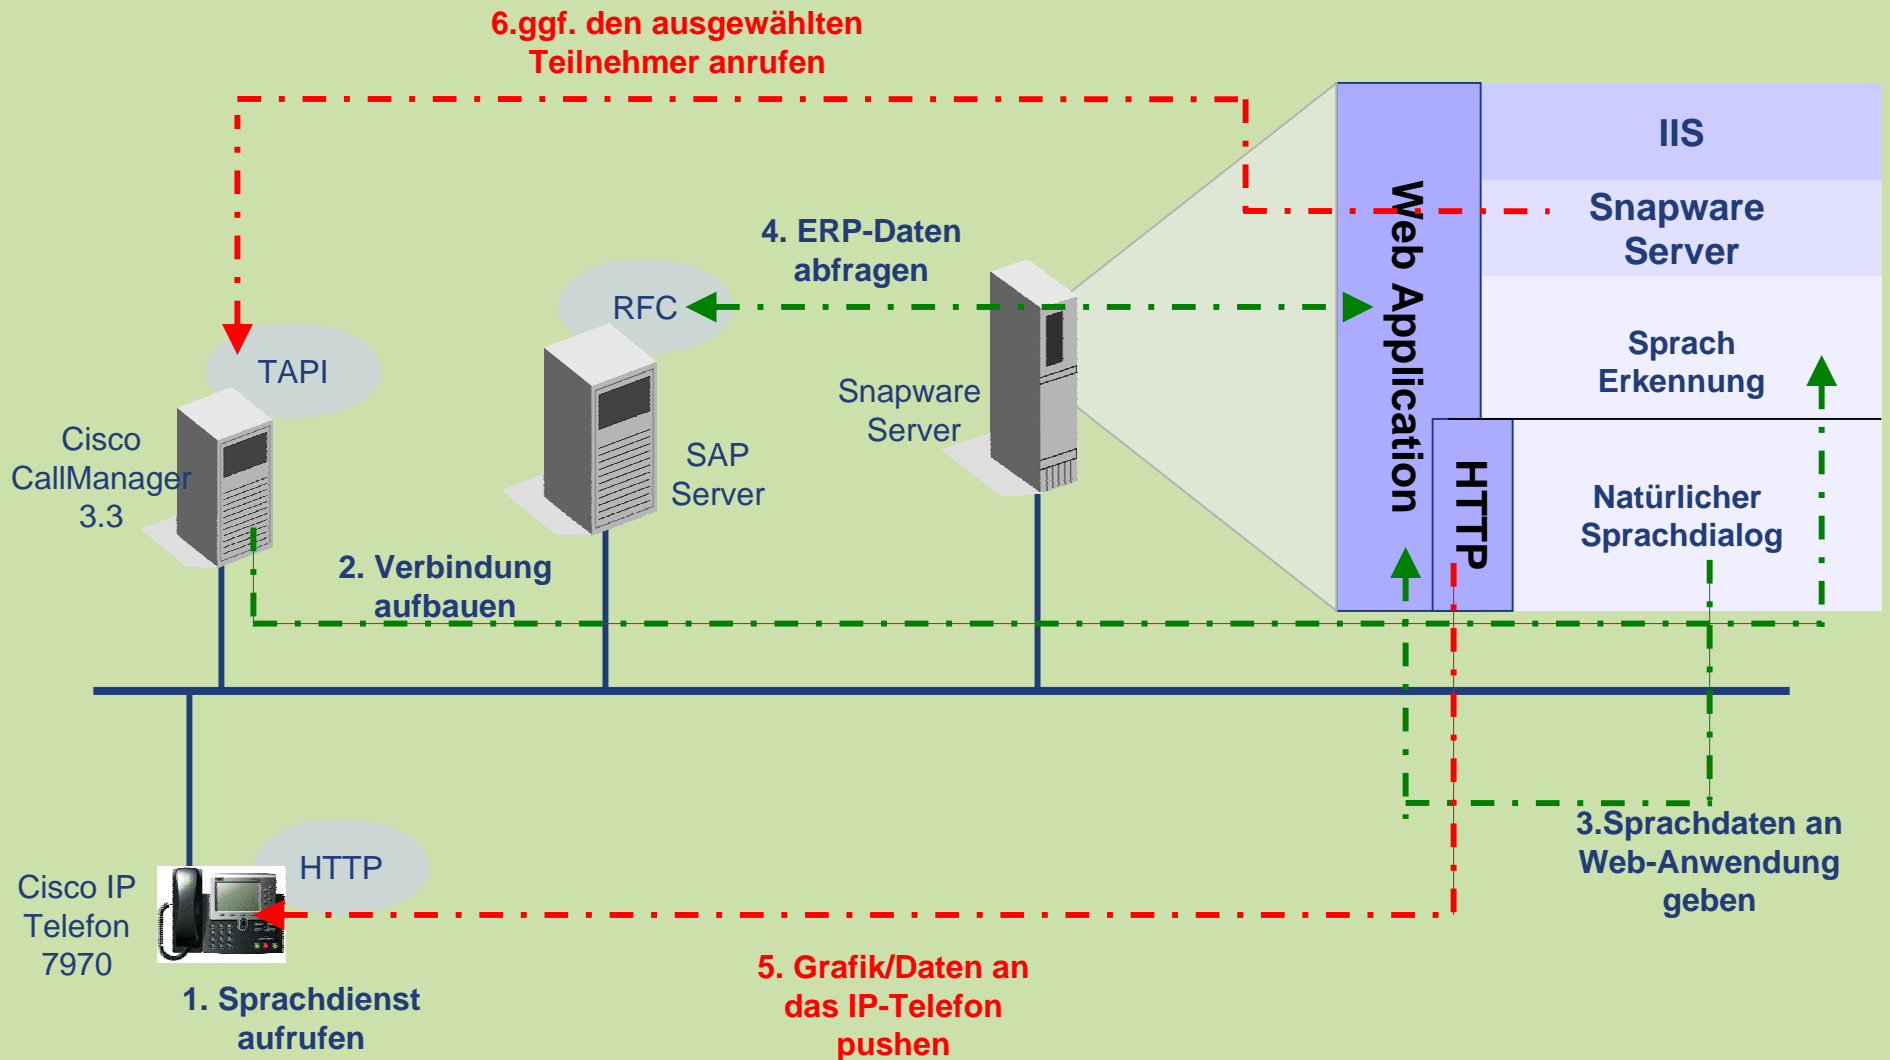 6.ggf. den ausgewählten
Teilnehmer anrufen
IIS
Snapware
Server
Web Application
4. ERP-Daten
abfragen
RFC
TAPI
Sprach
Erkennung
Snapware
Server
Cisco
CallManager
3.3
SAP
Server
HTTP
Natürlicher
Sprachdialog
2. Verbindung
aufbauen
3.Sprachdaten an
Web-Anwendung
geben
HTTP
Cisco IP
Telefon
7970
5. Grafik/Daten an
das IP-Telefon
pushen
1. Sprachdienst
aufrufen